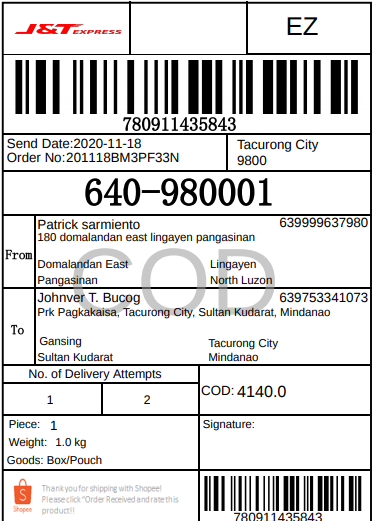 J&T EXPRESS
EZ
780911435843
Send Date:2020-11-18
Order No:201118BM3PF33N
Tacurong City
9800
640-980001
From
Patrick sarmiento 639999637980
180 domalandan east lingayen pangasinan
Domalandan East Lingayen
Pangasinan North Luzon
COD
To
Johnver T. Bucog 639753341073
Prk Pagkakaisa, Tacurong City, Sultan Kudarat, Mindanao
Gansing Tacurong City
Sultan Kudarat Mindanao
No. of Delivery Attempts
1 2
COD: 4140.0
Piece: 1
Weight: 1.0 kg
Goods: Box/Pouch
Signature:
Shopee
Thank you for shipping with Shopee!
Please click "Order Received and rate this
product!!
780911435843